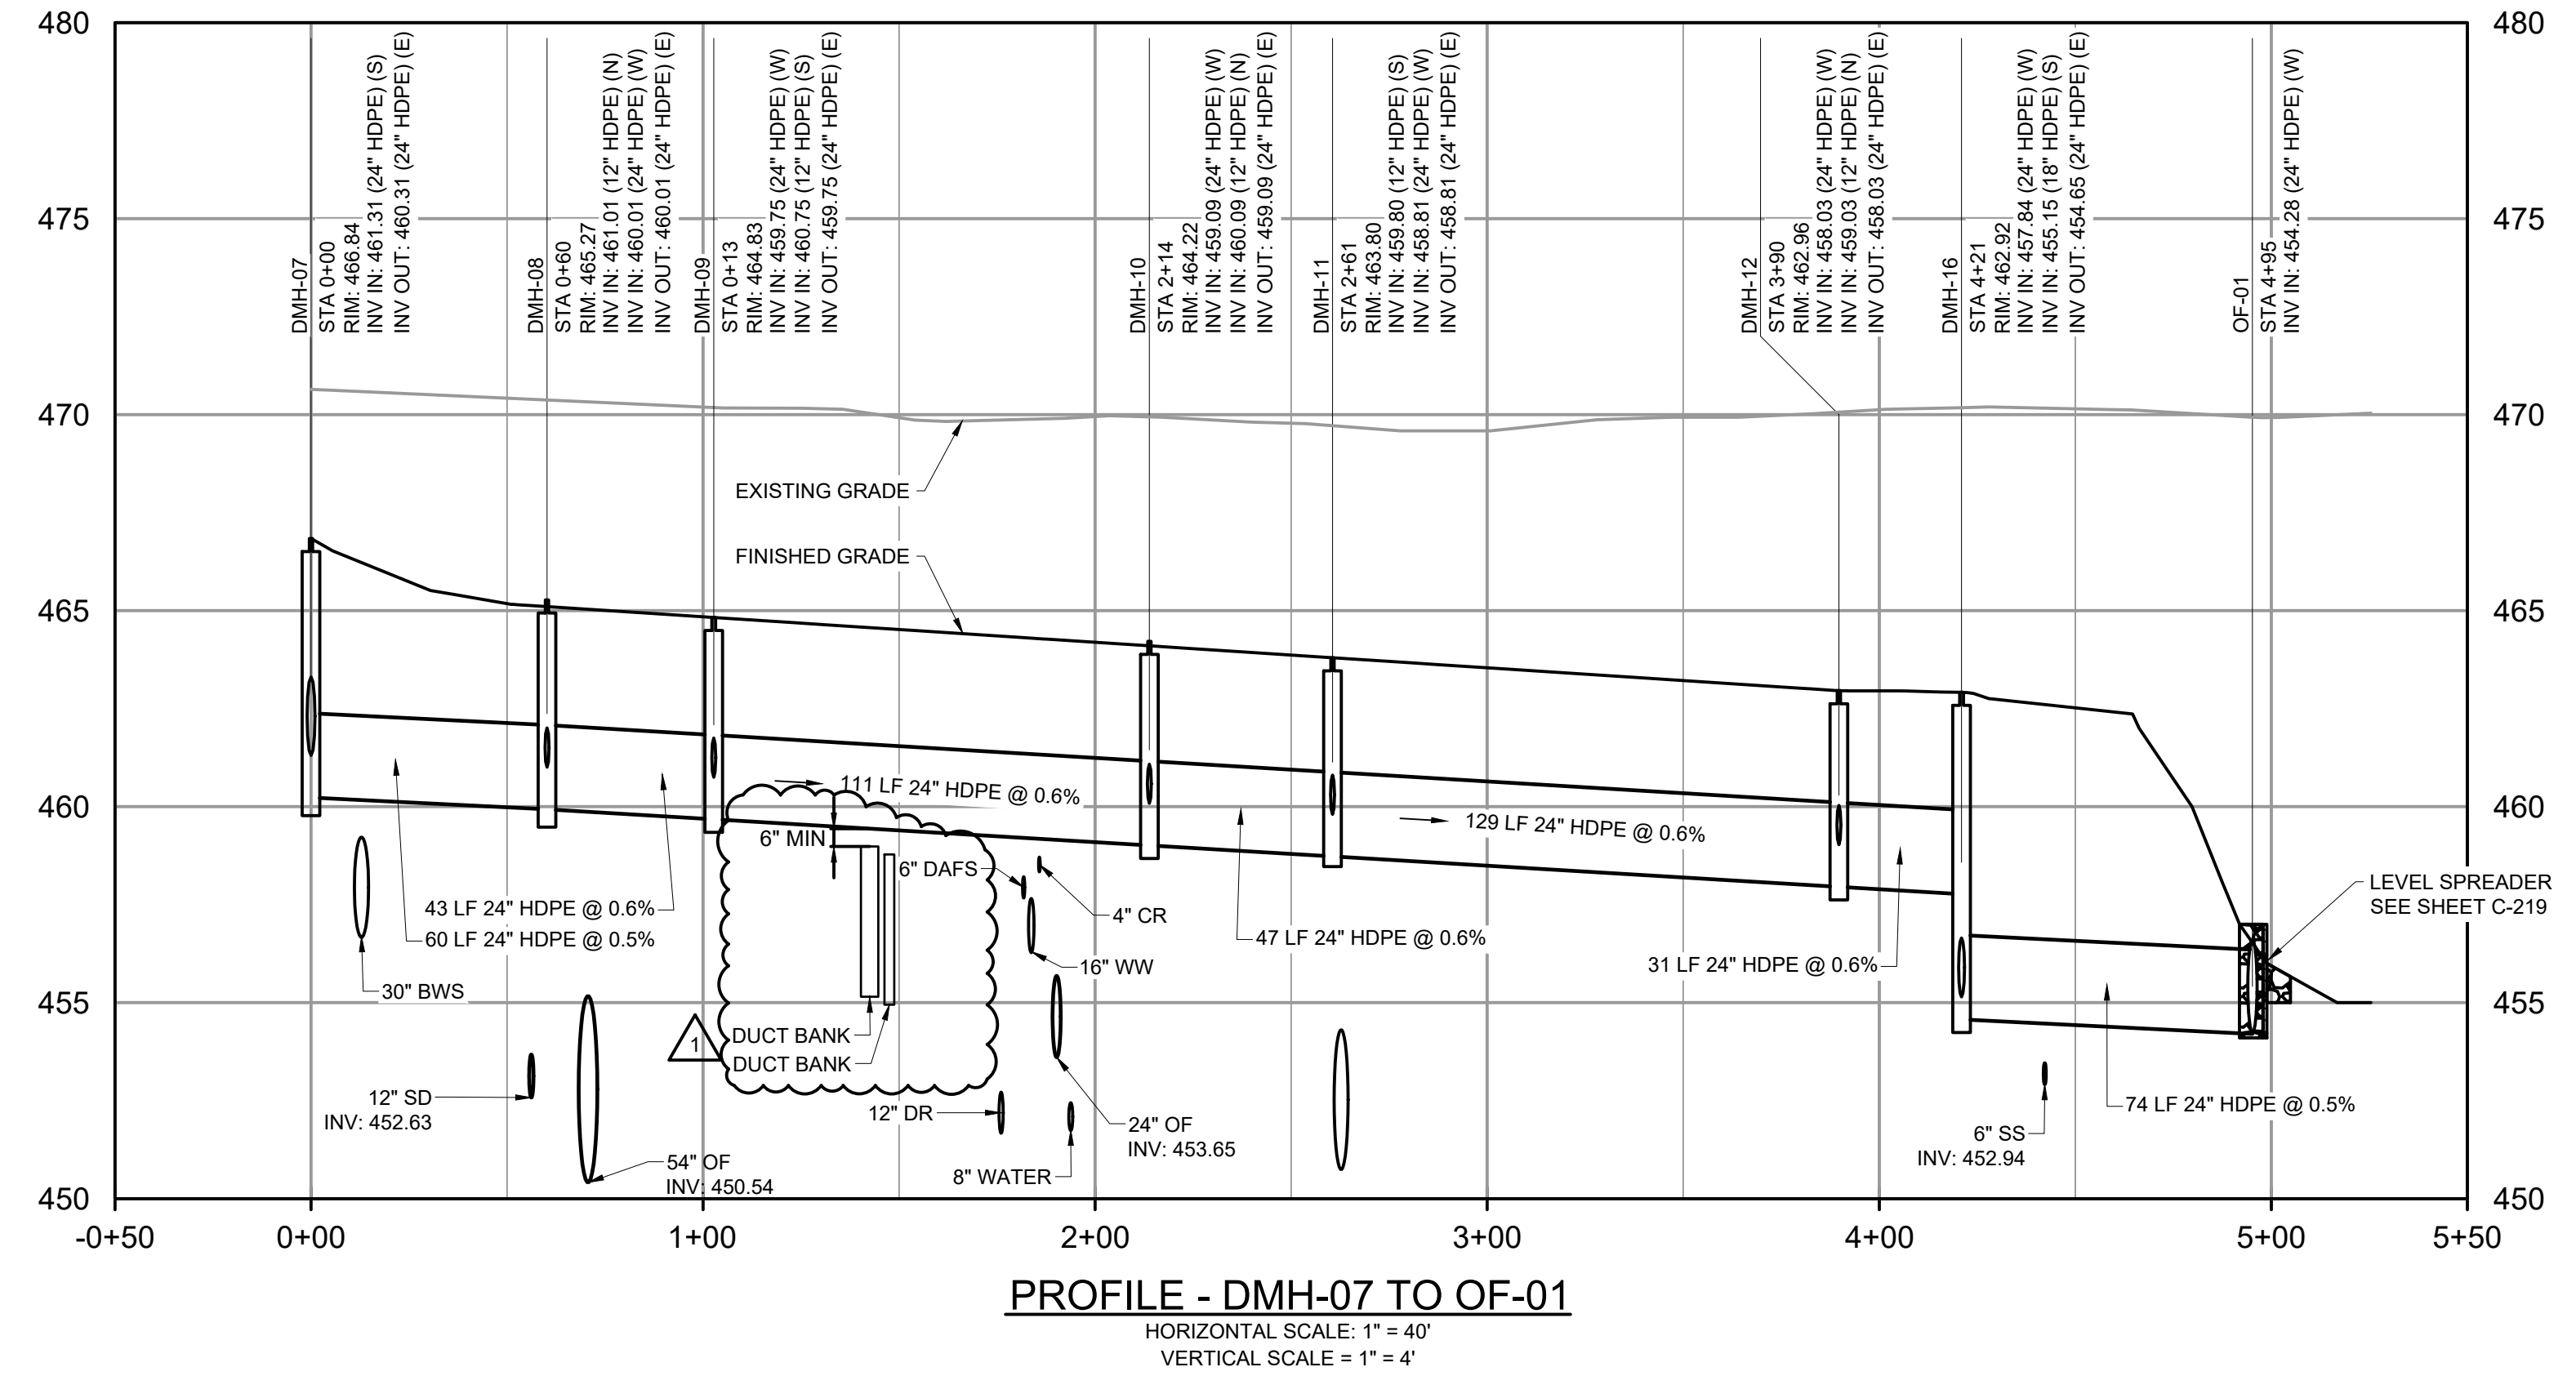 480
475
470
465
460
455
450
480
475
470
465
460
455
450
DMH-07
STA 0+00
RIM: 466.84
INV IN: 461.31 (24" HDPE) (S)
INV OUT: 460.31 (24" HDPE) (E)
DMH-08
STA 0+60
RIM: 465.27
INV IN: 461.01 (12" HDPE) (N)
INV IN: 460.01 (24" HDPE) (W)
INV OUT: 460.01 (24" HDPE) (E)
DMH-09
STA 0+13
RIM: 464.83
INV IN: 459.75 (24" HDPE) (W)
INV IN: 460.75 (12" HDPE) (S)
INV OUT: 459.75 (24" HDPE) (E)
DMH-10
STA 2+14
RIM: 464.22
INV IN: 459.09 (24" HDPE) (W)
INV IN: 460.09 (12" HDPE) (N)
INV OUT: 459.09 (24" HDPE) (E)
DMH-11
STA 2+61
RIM: 463.80
INV IN: 459.80 (12" HDPE) (S)
INV IN: 458.81 (24" HDPE) (W)
INV OUT: 458.81 (24" HDPE) (E)
DMH-12
STA 3+90
RIM: 462.96
INV IN: 458.03 (24" HDPE) (W)
INV IN: 459.03 (12" HDPE) (N)
INV OUT: 458.03 (24" HDPE) (E)
DMH-16
STA 4+21
RIM: 462.92
INV IN: 457.84 (24" HDPE) (W)
INV IN: 455.15 (18" HDPE) (S)
INV OUT: 454.65 (24" HDPE) (E)
OF-01
STA 4+95
INV IN: 454.28 (24" HDPE) (W)
EXISTING GRADE
FINISHED GRADE
111 LF 24" HDPE @ 0.6%
129 LF 24" HDPE @ 0.6%
6" MIN
6" DAFS
43 LF 24" HDPE @ 0.6%
60 LF 24" HDPE @ 0.5%
4" CR
47 LF 24" HDPE @ 0.6%
16" WW
31 LF 24" HDPE @ 0.6%
LEVEL SPREADER
SEE SHEET C-219
30" BWS
DUCT BANK
DUCT BANK
1
12" SD
INV: 452.63
12" DR
24" OF
INV: 453.65
54" OF
INV: 450.54
8" WATER
6" SS
INV: 452.94
74 LF 24" HDPE @ 0.5%
-0+50
0+00
1+00
2+00
3+00
4+00
5+00
5+50
PROFILE - DMH-07 TO OF-01
HORIZONTAL SCALE: 1" = 40'
VERTICAL SCALE = 1" = 4'